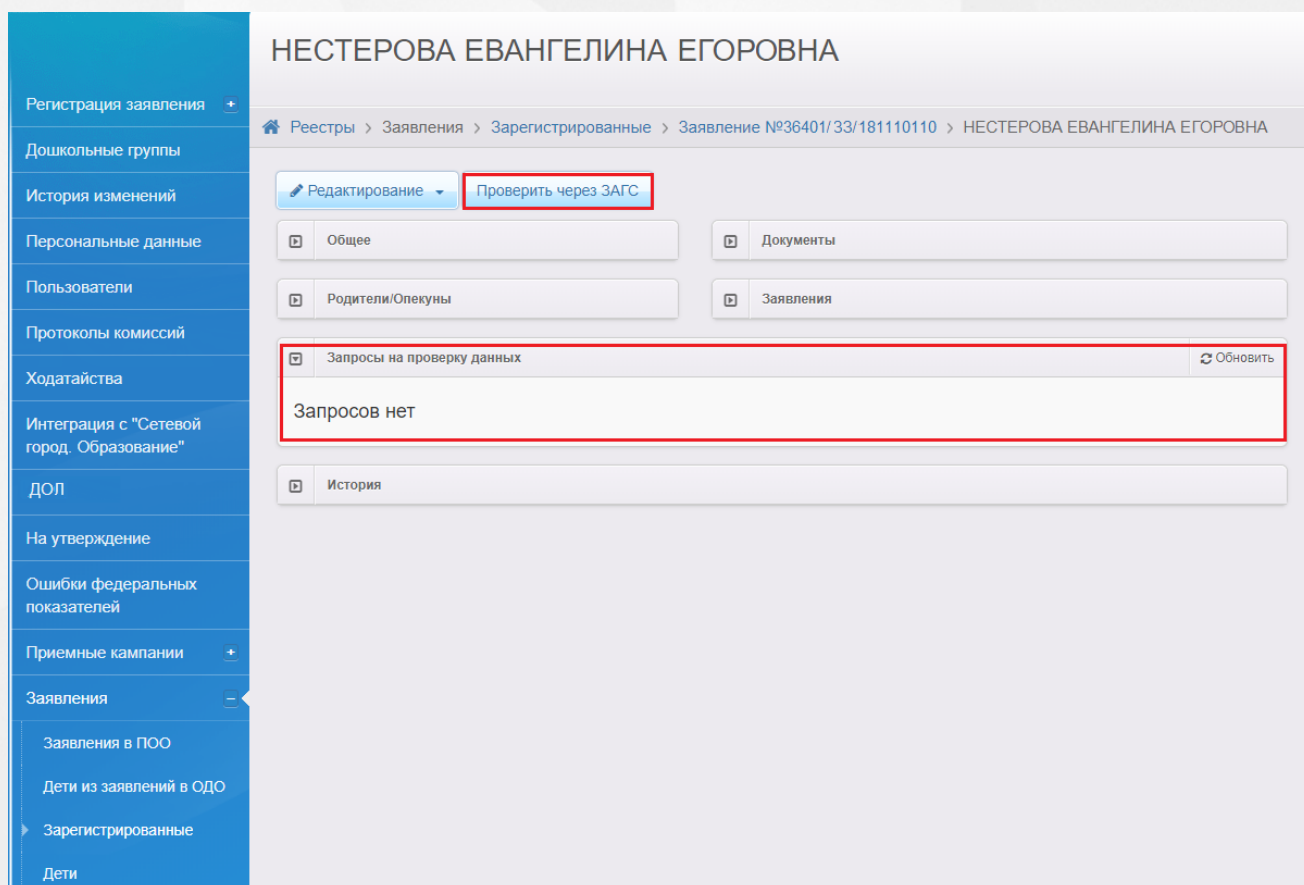 НЕСТЕРОВА ЕВАНГЕЛИНА ЕГОРОВНА
Реестры > Заявления > Зарегистрированные > Заявление №36401/33/181110110 > НЕСТЕРОВА ЕВАНГЕЛИНА ЕГОРОВНА
Регистрация заявления
Дошкольные группы
История изменений
Персональные данные
Пользователи
Протоколы комиссий
Ходатайства
Интеграция с "Сетевой
город. Образование"
ДОЛ
На утверждение
Ошибки федеральных
показателей
Приемные кампании
Заявления
Заявления в ПОО
Дети из заявлений в ОДО
Зарегистрированные
Дети
Редактирование
Проверить через ЗАГС
Общее
Документы
Родители/Опекуны
Заявления
Запросы на проверку данных
Обновить
Запросов нет
История